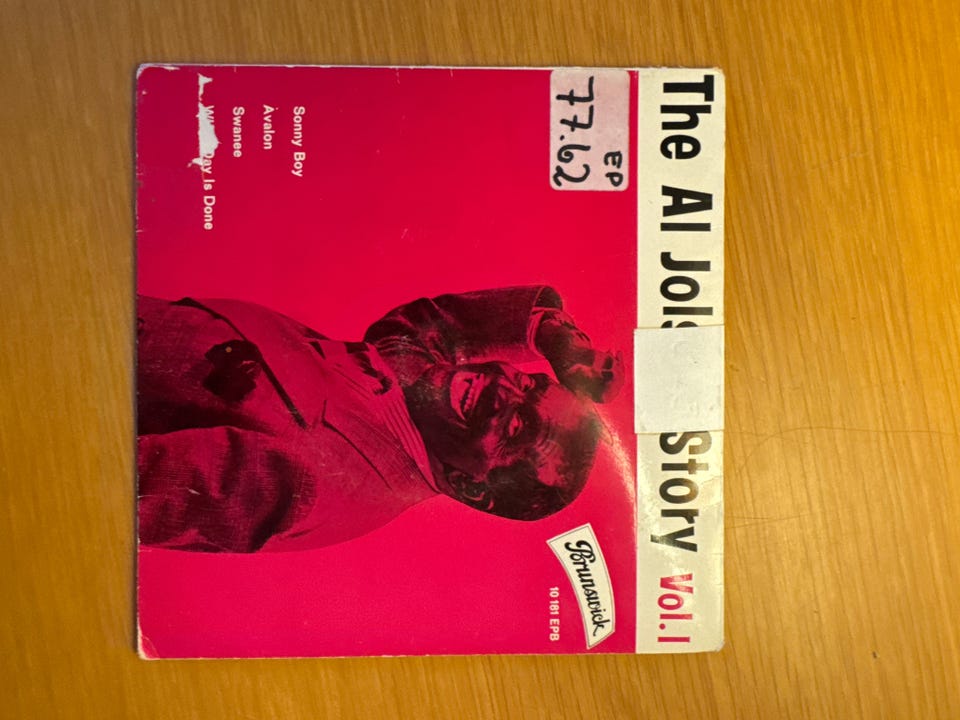 The Al Jols Story Vol. I
EP
77.62
Brunswick
10 181 EPB
Sonny Boy
Avalon
Swanee
Day Is Done